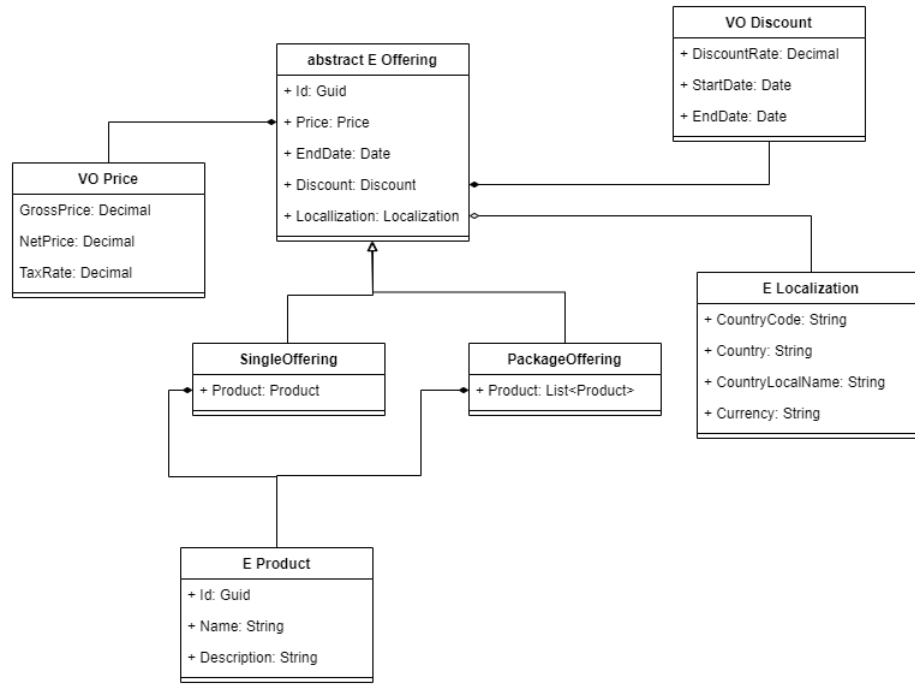 VO Discount
+ DiscountRate: Decimal
+ StartDate: Date
+ EndDate: Date
abstract E Offering
+ Id: Guid
+ Price: Price
+ EndDate: Date
+ Discount: Discount
+ Locallization: Localization
VO Price
GrossPrice: Decimal
NetPrice: Decimal
TaxRate: Decimal
E Localization
+ CountryCode: String
+ Country: String
+ CountryLocalName: String
+ Currency: String
SingleOffering
+ Product: Product
PackageOffering
+ Product: List<Product>
E Product
+ Id: Guid
+ Name: String
+ Description: String